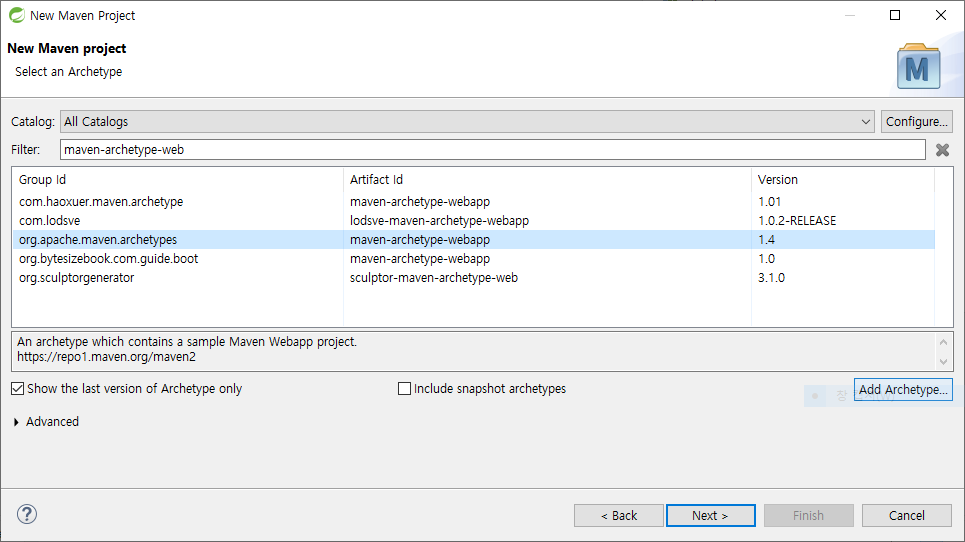 New Maven Project
New Maven project
Select an Archetype
M
Catalog: All Catalogs Configure...
Filter: maven-archetype-web
Group Id Artifact Id Version
com.haoxuer.maven.archetype maven-archetype-webapp 1.01
com.lodsve lodsve-maven-archetype-webapp 1.0.2-RELEASE
org.apache.maven.archetypes maven-archetype-webapp 1.4
org.bytesizebook.com.guide.boot maven-archetype-webapp 1.0
org.sculptorgenerator sculptor-maven-archetype-web 3.1.0
An archetype which contains a sample Maven Webapp project.
https://repo1.maven.org/maven2
Show the last version of Archetype only Include snapshot archetypes Add Archetype...
Advanced
? < Back Next > Finish Cancel